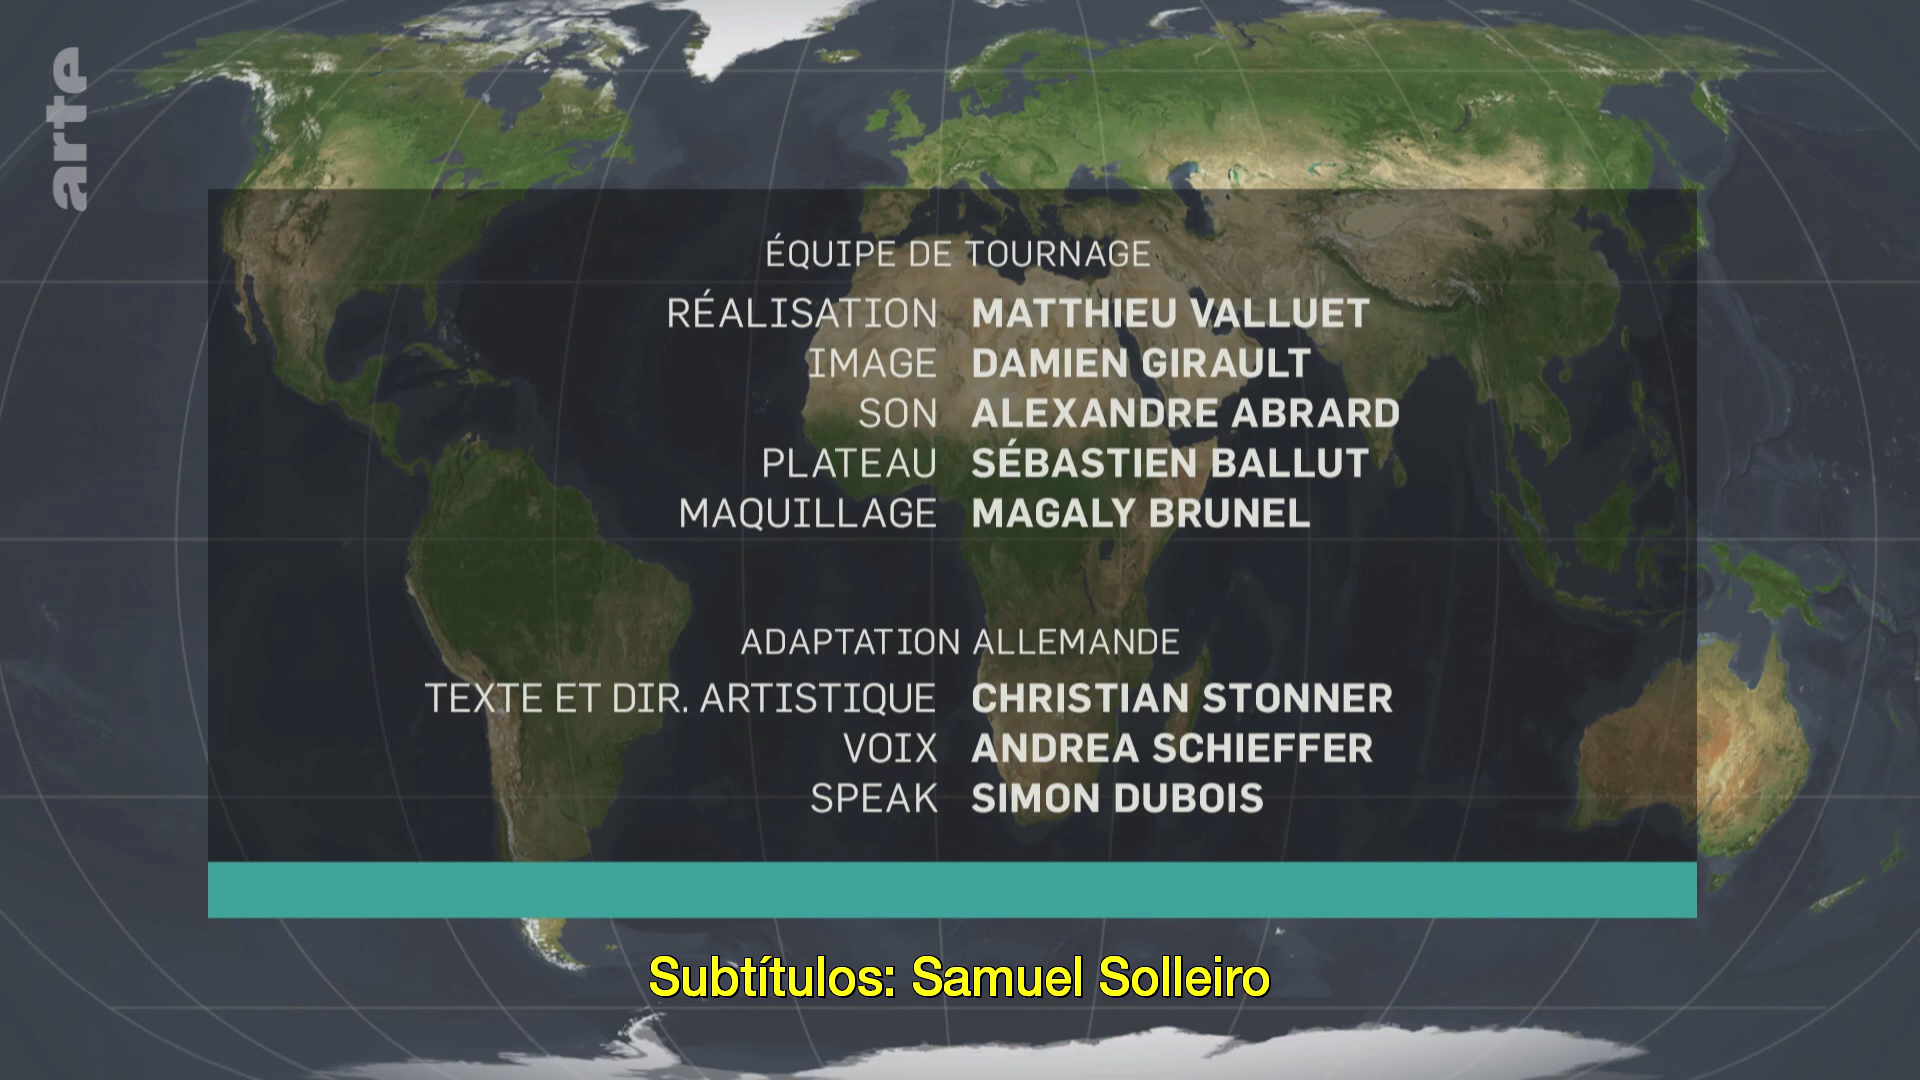 arte
ÉQUIPE DE TOURNAGE
RÉALISATION MATTHIEU VALLUET
IMAGE DAMIEN GIRAULT
SON ALEXANDRE ABRARD
PLATEAU SÉBASTIEN BALLUT
MAQUILLAGE MAGALY BRUNEL
ADAPTATION ALLEMANDE
TEXTE ET DIR. ARTISTIQUE CHRISTIAN STONNER
VOIX ANDREA SCHIEFFER
SPEAK SIMON DUBOIS
Subtítulos: Samuel Solleiro